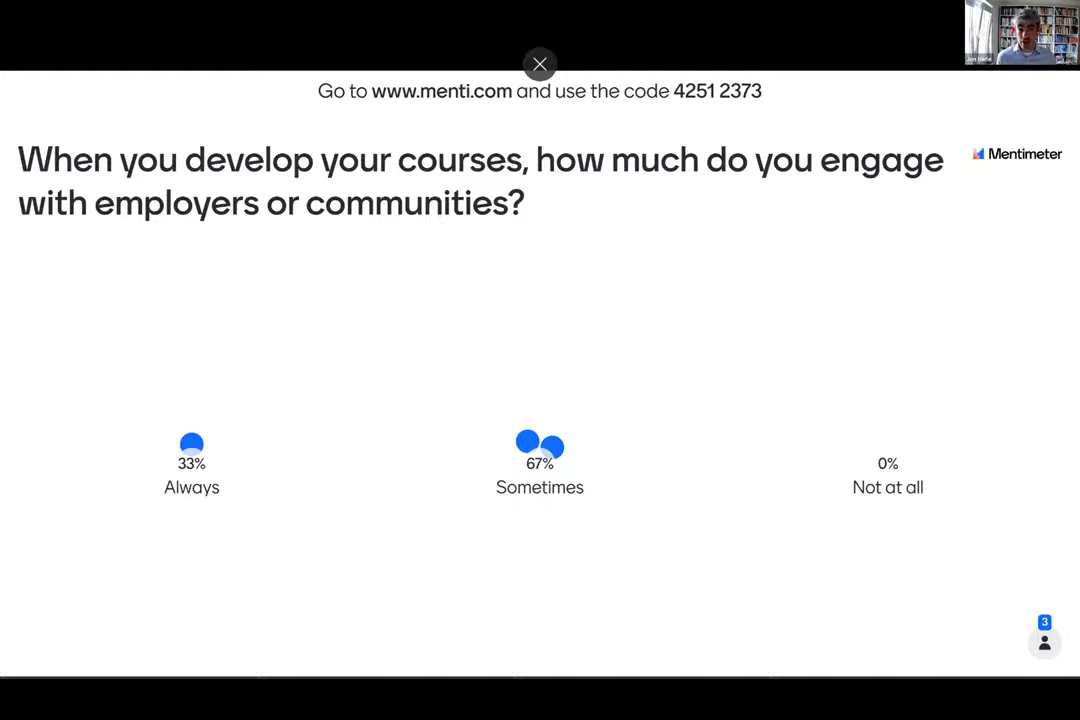 Go to www.menti.com and use the code 4251 2373
When you develop your courses, how much do you engage
with employers or communities?
Mentimeter
33%
Always
67%
Sometimes
0%
Not at all
3